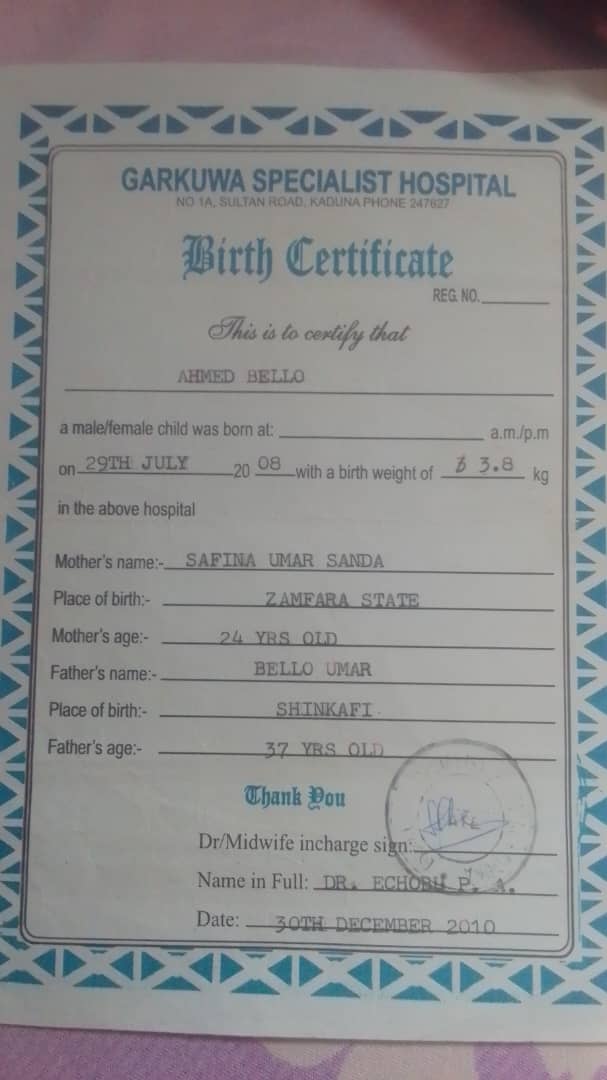 GARKUWA SPECIALIST HOSPITAL
NO 1A, SULTAN ROAD, KADUNA PHONE 247627
Birth Certificate
REG. NO.
This is to certify that
AHMED BELLO
a male/female child was born at: a.m./p.m
on 29TH JULY 20 08 with a birth weight of 3.8 kg
in the above hospital
Mother's name:- SAFINA UMAR SANDA
Place of birth:- ZAMFARA STATE
Mother's age:- 24 YRS OLD
Father's name:- BELLO UMAR
Place of birth:- SHINKAFI
Father's age:- 37 YRS OLD
Thank You
Dr/Midwife incharge sign:
Name in Full: DR. ECHOBU P. A.
Date: 30TH DECEMBER 2010